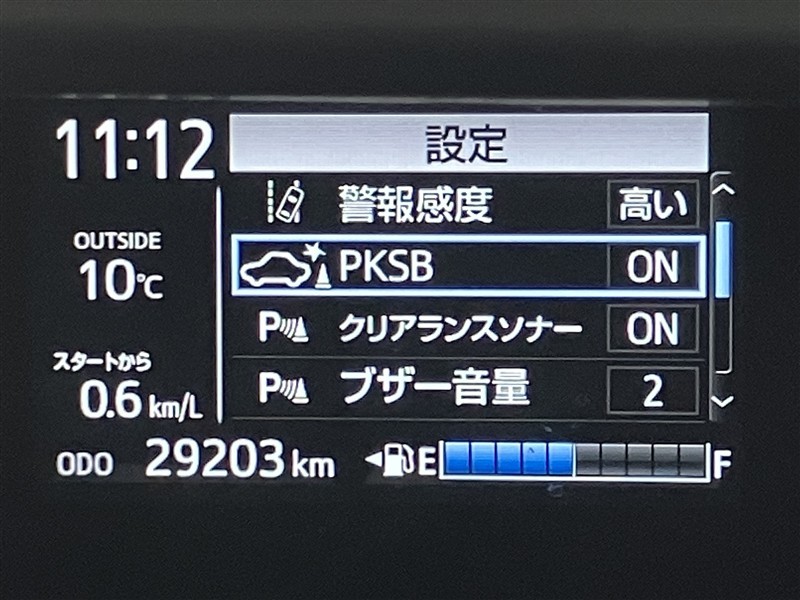 11:12
設定
警報感度 高い
PKSB ON
P クリアランスソナー ON
P ブザー音量 2
OUTSIDE
10℃
スタートから
0.6 km/L
ODO 29203 km E F